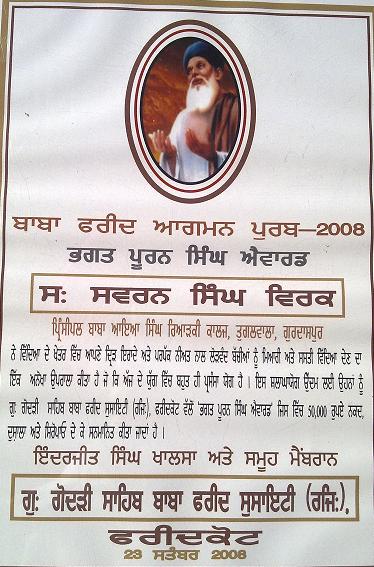 ਬਾਬਾ ਫਰੀਦ ਆਗਮਨ ਪੁਰਬ—2008
ਭਗਤ ਪੂਰਨ ਸਿੰਘ ਐਵਾਰਡ
ਸ: ਸਵਰਨ ਸਿੰਘ ਵਿਰਕ
ਪ੍ਰਿੰਸੀਪਲ ਬਾਬਾ ਆਇਆ ਸਿੰਘ ਰਿਆੜਕੀ ਕਾਲਜ, ਤੁਗਲਵਾਲਾ, ਗੁਰਦਾਸਪੁਰ
ਨੇ ਵਿੱਦਿਆ ਦੇ ਖੇਤਰ ਵਿੱਚ ਆਪਣੇ ਦ੍ਰਿੜ ਇਰਾਦੇ ਅਤੇ ਪਰਪੱਕ ਨੀਅਤ ਨਾਲ ਲੋੜਵੰਦ ਬੱਚੀਆਂ ਨੂੰ ਮਿਆਰੀ ਅਤੇ ਸਸਤੀ ਵਿੱਦਿਆ ਦੇਣ ਦਾ
ਇੱਕ ਅਨੋਖਾ ਉਪਰਾਲਾ ਕੀਤਾ ਹੈ ਜੋ ਕਿ ਅੱਜ ਦੇ ਯੁੱਗ ਵਿੱਚ ਬਹੁਤ ਹੀ ਪ੍ਰਸੰਸਾ ਯੋਗ ਹੈ । ਇਸ ਸ਼ਲਾਘਾਯੋਗ ਉੱਦਮ ਲਈ ਉਹਨਾਂ ਨੂੰ
ਗੁ: ਗੋਦੜੀ ਸਾਹਿਬ ਬਾਬਾ ਫਰੀਦ ਸੁਸਾਇਟੀ (ਰਜਿ:), ਫਰੀਦਕੋਟ ਵੱਲੋਂ ਭਗਤ ਪੂਰਨ ਸਿੰਘ ਐਵਾਰਡ ਜਿਸ ਵਿੱਚ 50,000 ਰੁਪਏ ਨਕਦ,
ਦੁਸ਼ਾਲਾ ਅਤੇ ਸਿਰੋਪਾਓ ਦੇ ਕੇ ਸਨਮਾਨਿਤ ਕੀਤਾ ਜਾਂਦਾ ਹੈ ।
ਇੰਦਰਜੀਤ ਸਿੰਘ ਖਾਲਸਾ ਅਤੇ ਸਮੂਹ ਮੈਂਬਰਾਨ
ਗੁ: ਗੋਦੜੀ ਸਾਹਿਬ ਬਾਬਾ ਫਰੀਦ ਸੁਸਾਇਟੀ (ਰਜਿ:),
ਫਰੀਦਕੋਟ
23 ਸਤੰਬਰ 2008